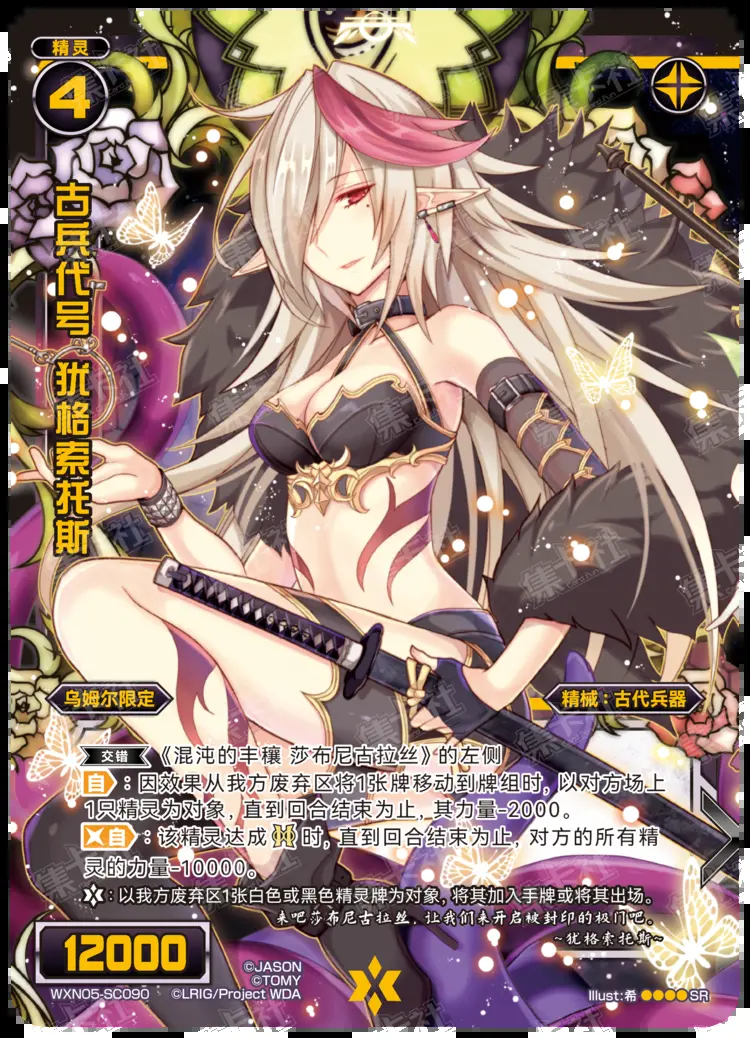 精灵
4
古兵代号 犹格索托斯
乌姆尔限定
精械：古代兵器
交错 《混沌的丰穰 莎布尼古拉丝》的左侧
自：因效果从我方废弃区将1张牌移动到牌组时，以对方场上
1只精灵为对象，直到回合结束为止，其力量-2000。
自：该精灵达成 时，直到回合结束为止，对方的所有精
灵的力量-10000。
：以我方废弃区1张白色或黑色精灵牌为对象，将其加入手牌或将其出场。
来吧莎布尼古拉丝，让我们来开启被封印的极门吧。
~犹格索托斯~
12000
©JASON
©TOMY
WXN05-SC090 ©LRIG/Project WDA
Illust:希 SR
集卡社